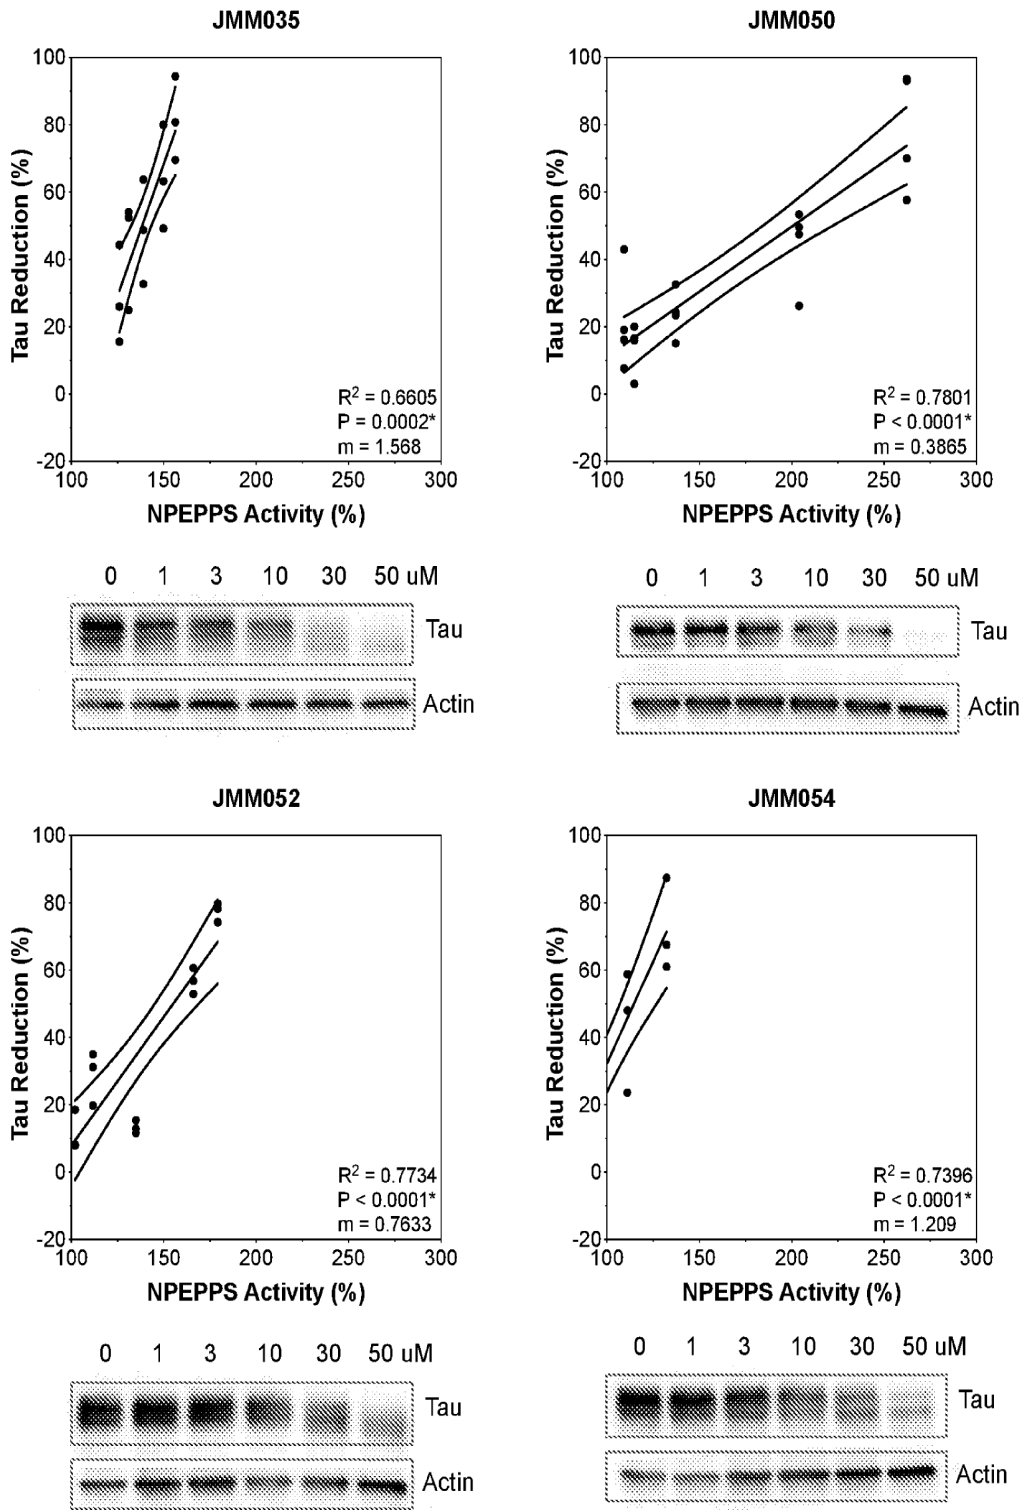 JMM035
JMM050
Tau Reduction (%)
100
80
60
40
20
0
-20
R² = 0.6605
P = 0.0002*
m = 1.568
100 150 200 250 300
NPEPPS Activity (%)
Tau Reduction (%)
100
80
60
40
20
0
-20
R² = 0.7801
P < 0.0001*
m = 0.3865
100 150 200 250 300
NPEPPS Activity (%)
0 1 3 10 30 50 uM
Tau
Actin
0 1 3 10 30 50 uM
Tau
Actin
JMM052
JMM054
Tau Reduction (%)
100
80
60
40
20
0
-20
R² = 0.7734
P < 0.0001*
m = 0.7633
100 150 200 250 300
NPEPPS Activity (%)
Tau Reduction (%)
100
80
60
40
20
0
-20
R² = 0.7396
P < 0.0001*
m = 1.209
100 150 200 250 300
NPEPPS Activity (%)
0 1 3 10 30 50 uM
Tau
Actin
0 1 3 10 30 50 uM
Tau
Actin